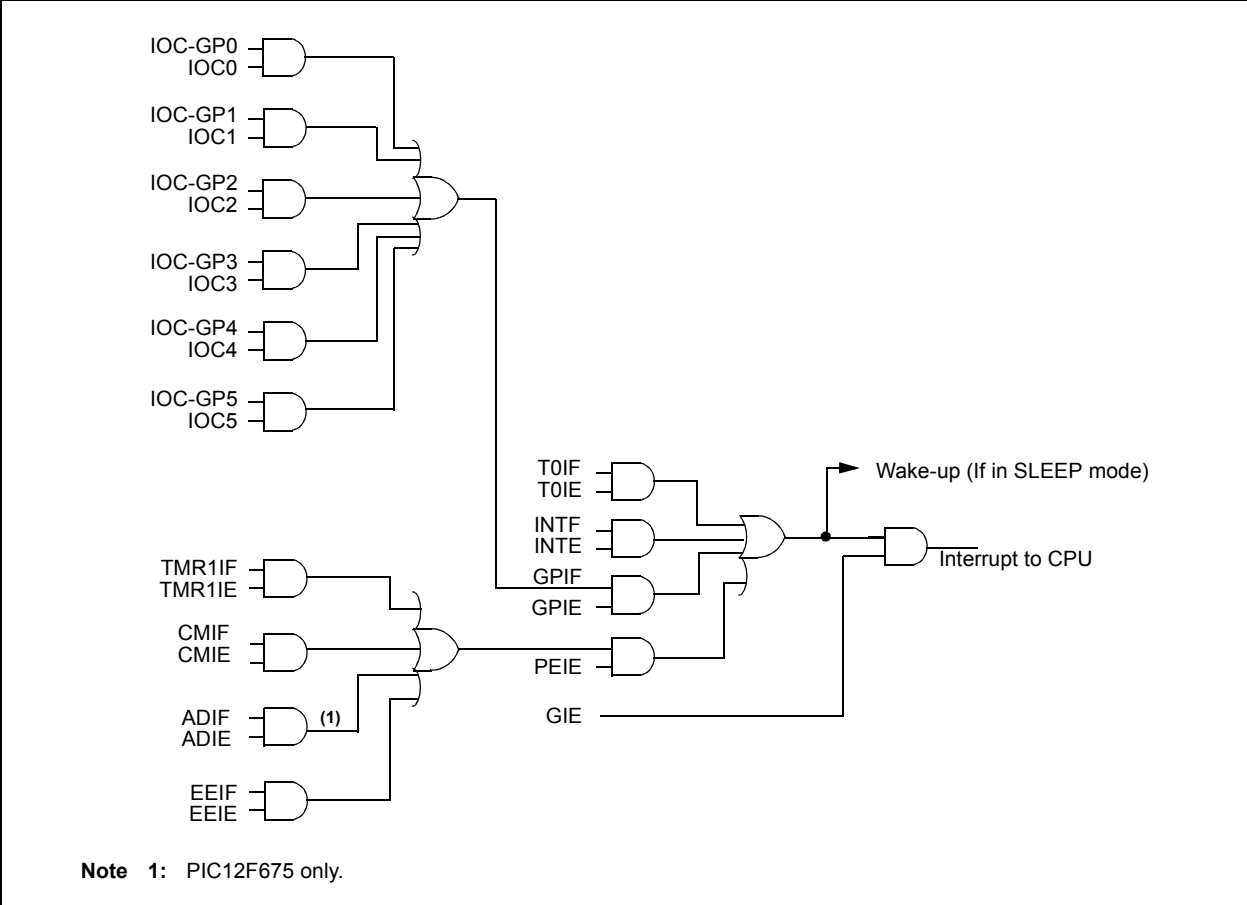 IOC-GP0
IOC0
IOC-GP1
IOC1
IOC-GP2
IOC2
IOC-GP3
IOC3
IOC-GP4
IOC4
IOC-GP5
IOC5
T0IF
T0IE
Wake-up (If in SLEEP mode)
INTF
INTE
Interrupt to CPU
GPIF
GPIE
TMR1IF
TMR1IE
CMIF
CMIE
PEIE
ADIF
(1)
ADIE
GIE
EEIF
EEIE
Note 1: PIC12F675 only.